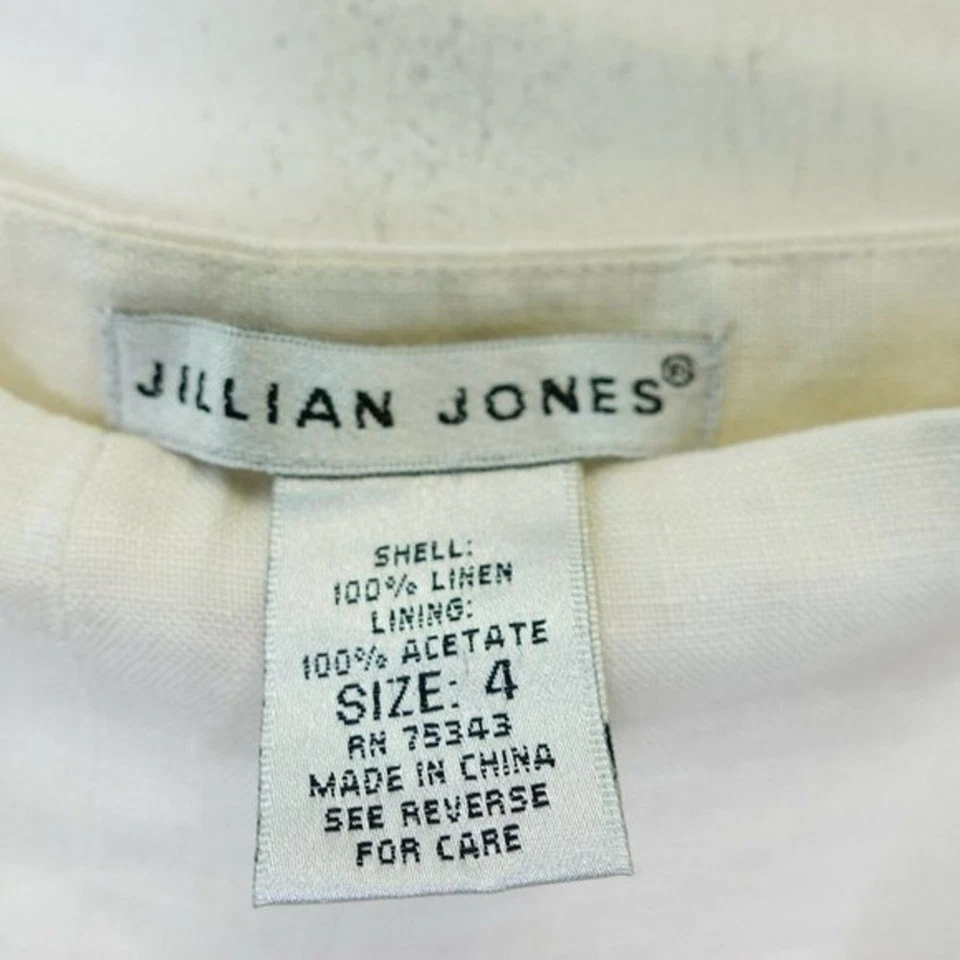 JILLIAN JONES®
SHELL:
100% LINEN
LINING:
100% ACETATE
SIZE: 4
RN 75343
MADE IN CHINA
SEE REVERSE
FOR CARE